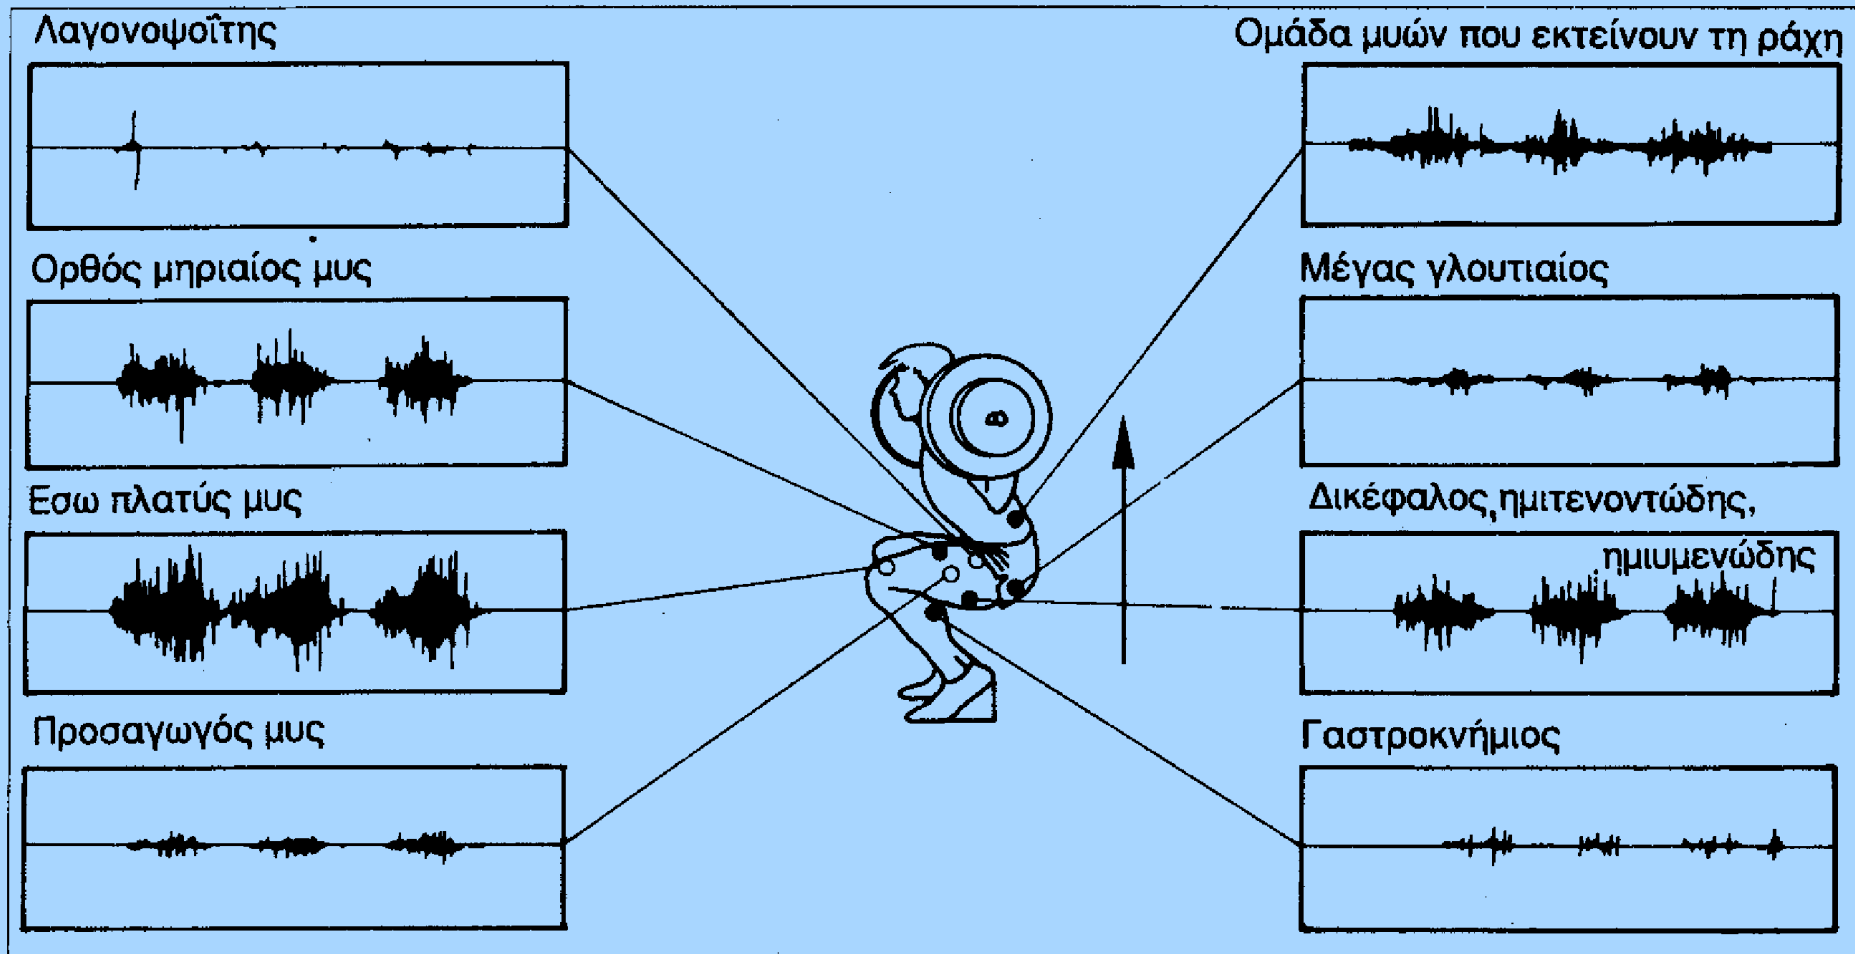 Λαγονοψοΐτης
Ορθός μηριαίος μυς
Εσω πλατύς μυς
Προσαγωγός μυς
Ομάδα μυών που εκτείνουν τη ράχη
Μέγας γλουτιαίος
Δικέφαλος, ημιτενοντώδης,
ημιυμενώδης
Γαστροκνήμιος